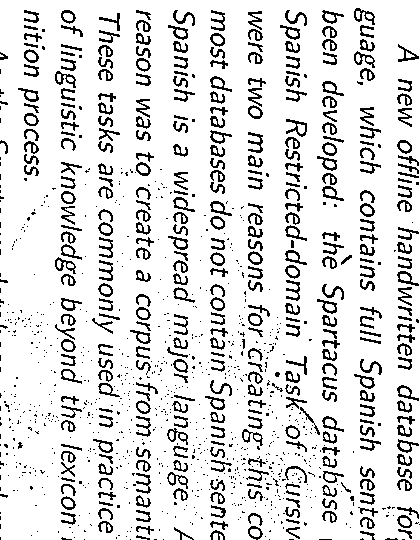 A new offline handwritten database for
guage, which contains full Spanish senten
been developed: the Spartacus database
Spanish Restricted-domain Task of Cursiv
were two main reasons for creating this co
most databases do not contain Spanish sente
Spanish is a widespread major language. A
reason was to create a corpus from semanti
These tasks are commonly used in practice
of linguistic knowledge beyond the lexicon
nition process.